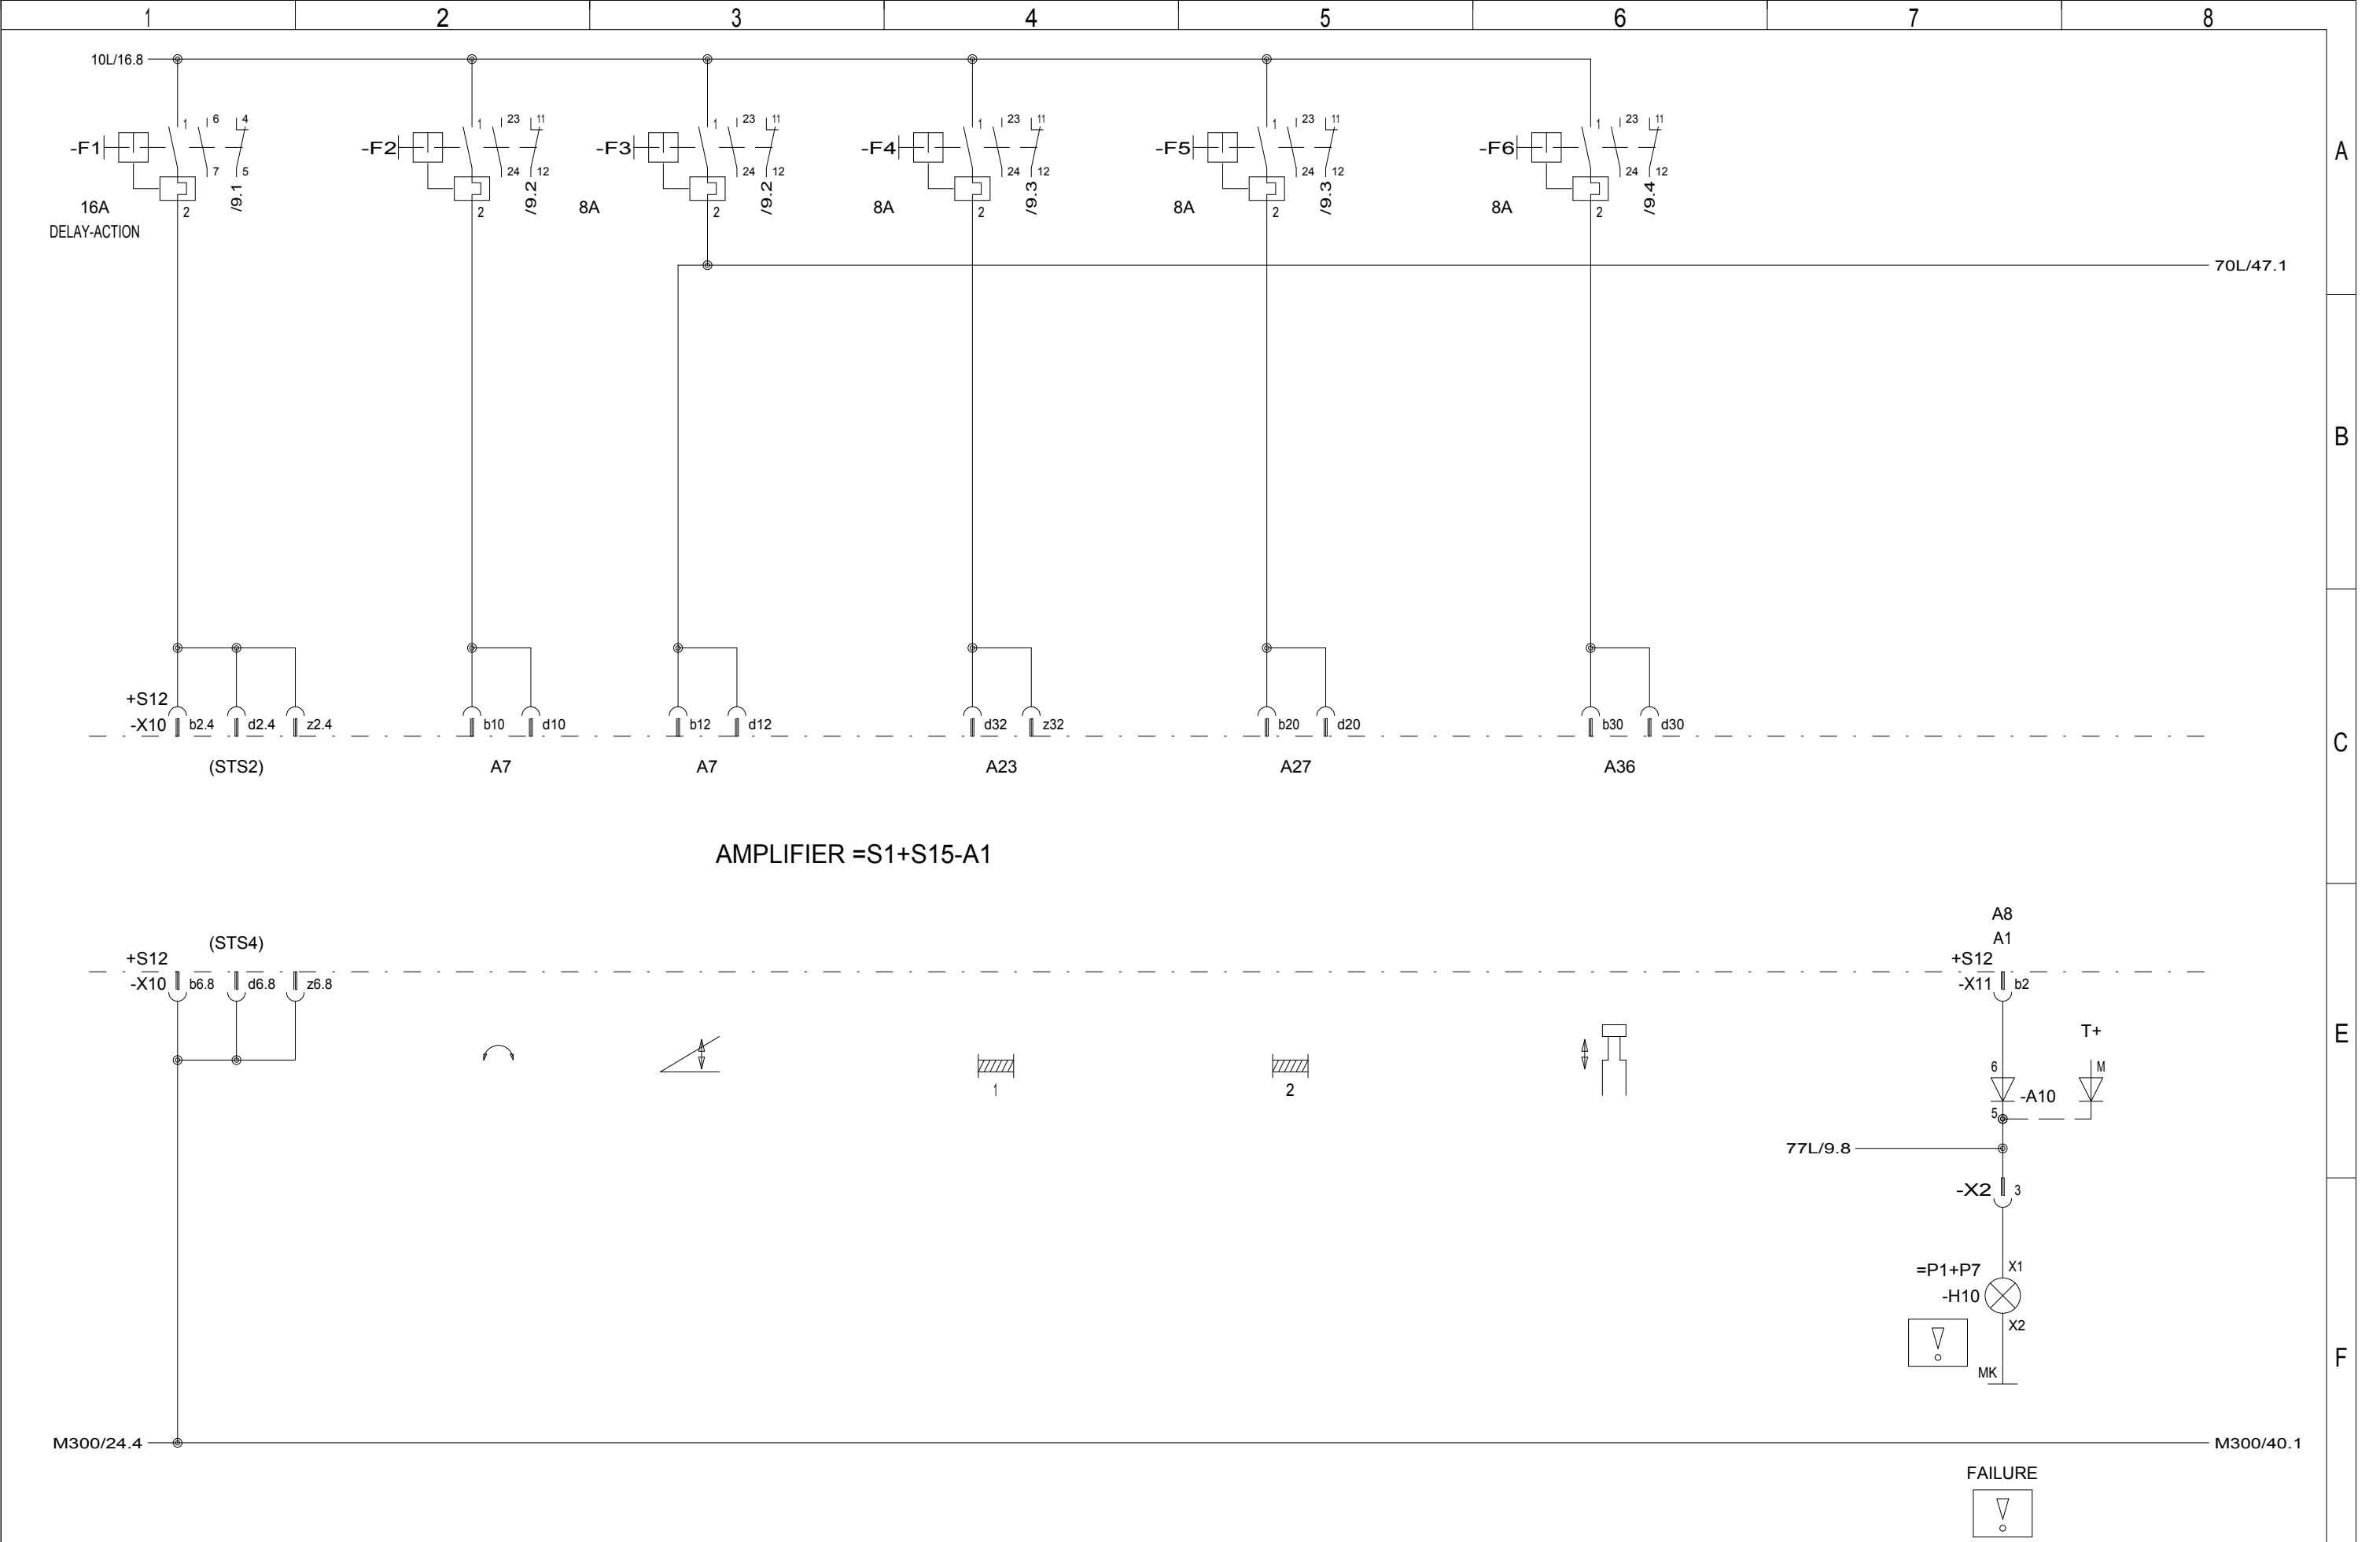 1 2 3 4 5 6 7 8
10L/16.8
1 6 4 1 23 11 1 23 11 1 23 11 1 23 11 1 23 11
-F1 -F2 -F3 -F4 -F5 -F6 A
7 5 24 12 24 12 24 12 24 12 24 12
/9.1 /9.2 /9.2 /9.3 /9.3 /9.4
16A 2 2 8A 2 8A 2 8A 2 8A 2
DELAY-ACTION
70L/47.1
B
+S12
-X10 b2.4 d2.4 z2.4 b10 d10 b12 d12 d32 z32 b20 d20 b30 d30
C
(STS2) A7 A7 A23 A27 A36
AMPLIFIER =S1+S15-A1
A8
(STS4) A1
+S12 +S12
-X10 b6.8 d6.8 z6.8 -X11 b2
T+ E
6 M
1 2 -A10
5
77L/9.8
-X2 3
=P1+P7 X1
-H10
X2
F
MK
M300/24.4 M300/40.1
FAILURE